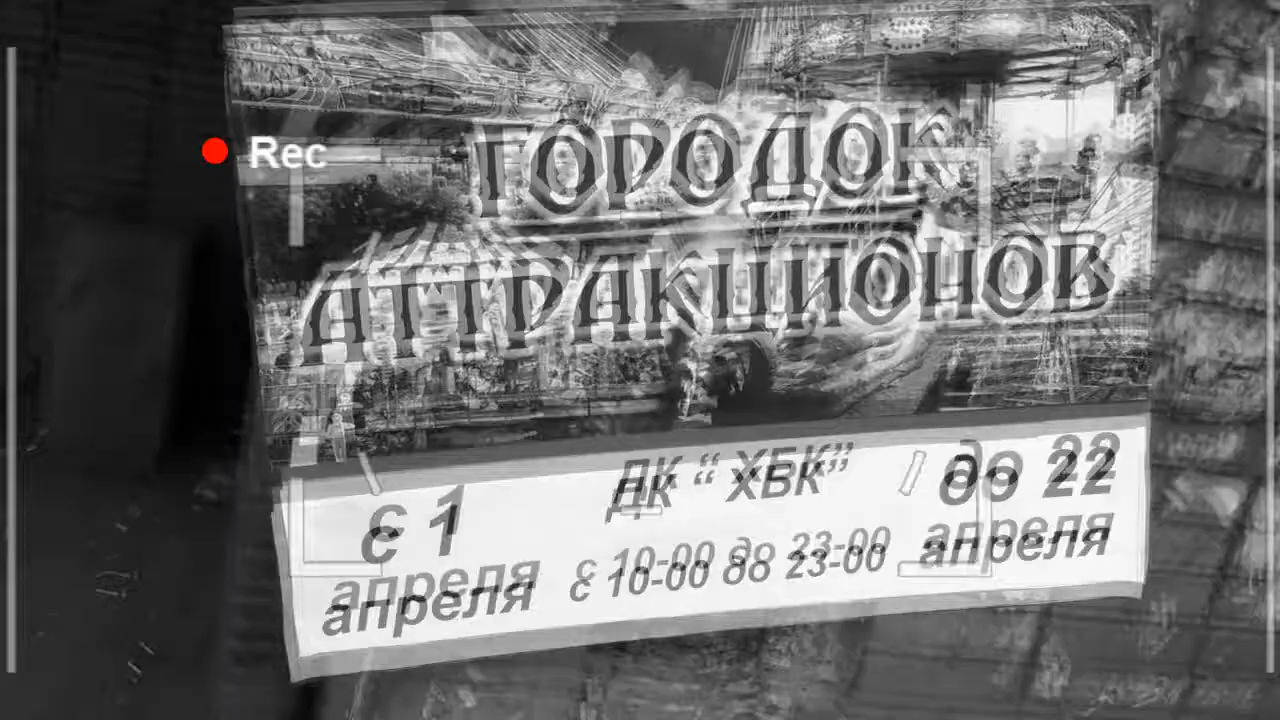 Rec
ГОРОДОК
АТТРАКЦИОНОВ
с 1 апреля
ДК “ХБК”
с 10-00 до 23-00
до 22 апреля